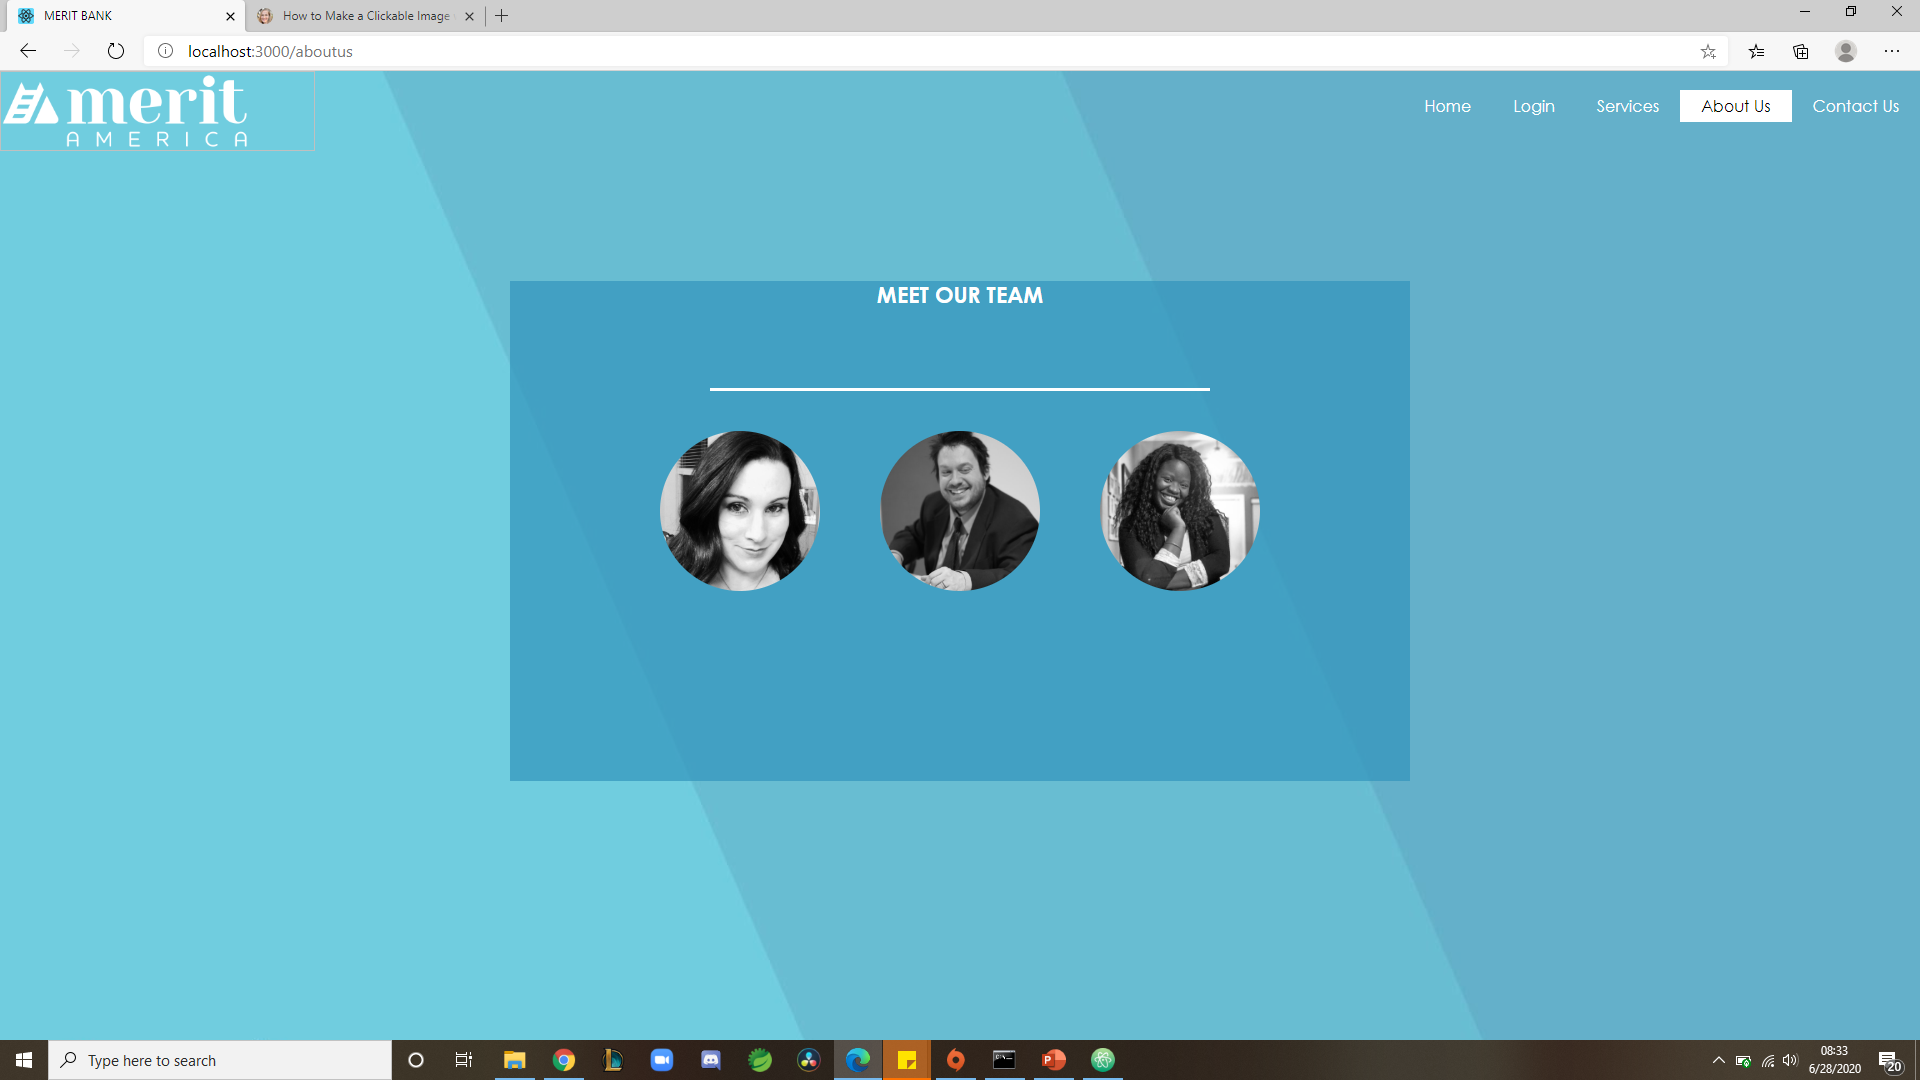 MERIT BANK
How to Make a Clickable Image
localhost:3000/aboutus
merit
AMERICA
Home
Login
Services
About Us
Contact Us
MEET OUR TEAM
Type here to search
08:33
6/28/2020
20